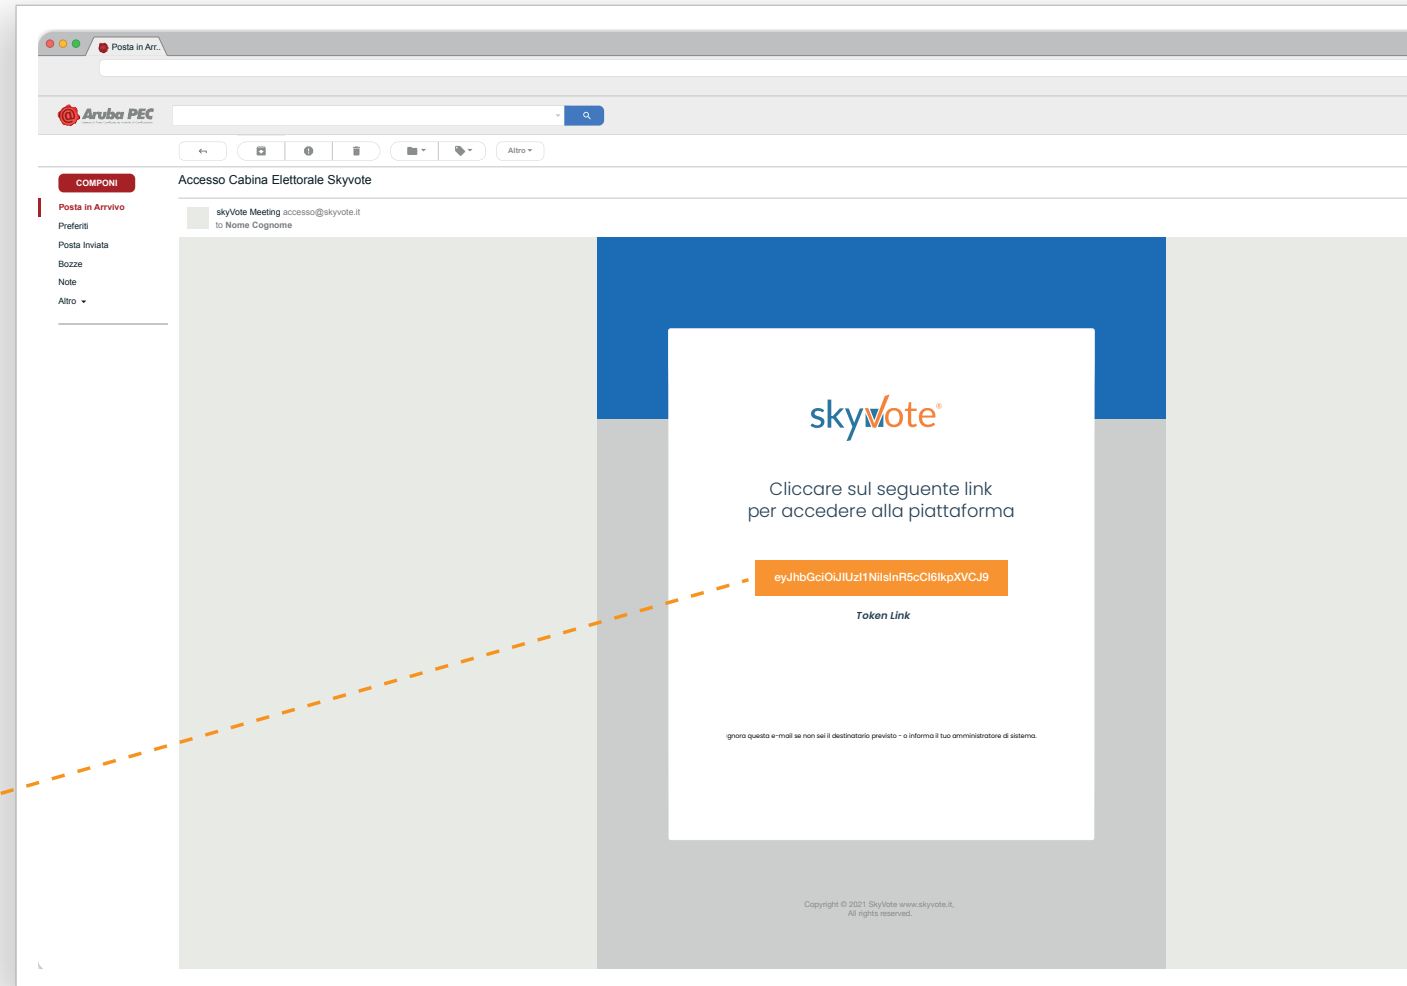 Posta in Arr..
Aruba PEC
Altro
COMPONI
Accesso Cabina Elettorale Skyvote
Posta in Arrvivo
skyVote Meeting accesso@skyvote.it
to Nome Cognome
Preferiti
Posta Inviata
Bozze
Note
Altro
skyvote®
Cliccare sul seguente link
per accedere alla piattaforma
eyJhbGciOiJIUzI1NiIsInR5cCI6IkpXVCJ9
Token Link
Ignora questa e-mail se non sei il destinatario previsto - o informa il tuo amministratore di sistema.
Copyright © 2021 SkyVote www.skyvote.it,
All rights reserved.